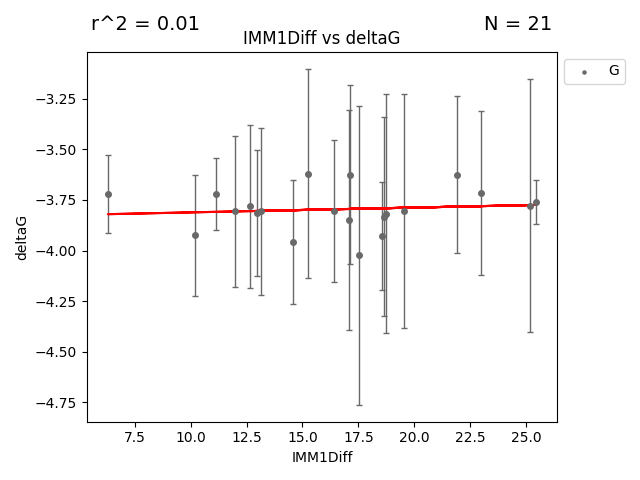 r^2 = 0.01
N = 21
IMM1Diff vs deltaG
G
−3.25
−3.50
−3.75
−4.00
−4.25
−4.50
−4.75
deltaG
7.5 10.0 12.5 15.0 17.5 20.0 22.5 25.0
IMM1Diff